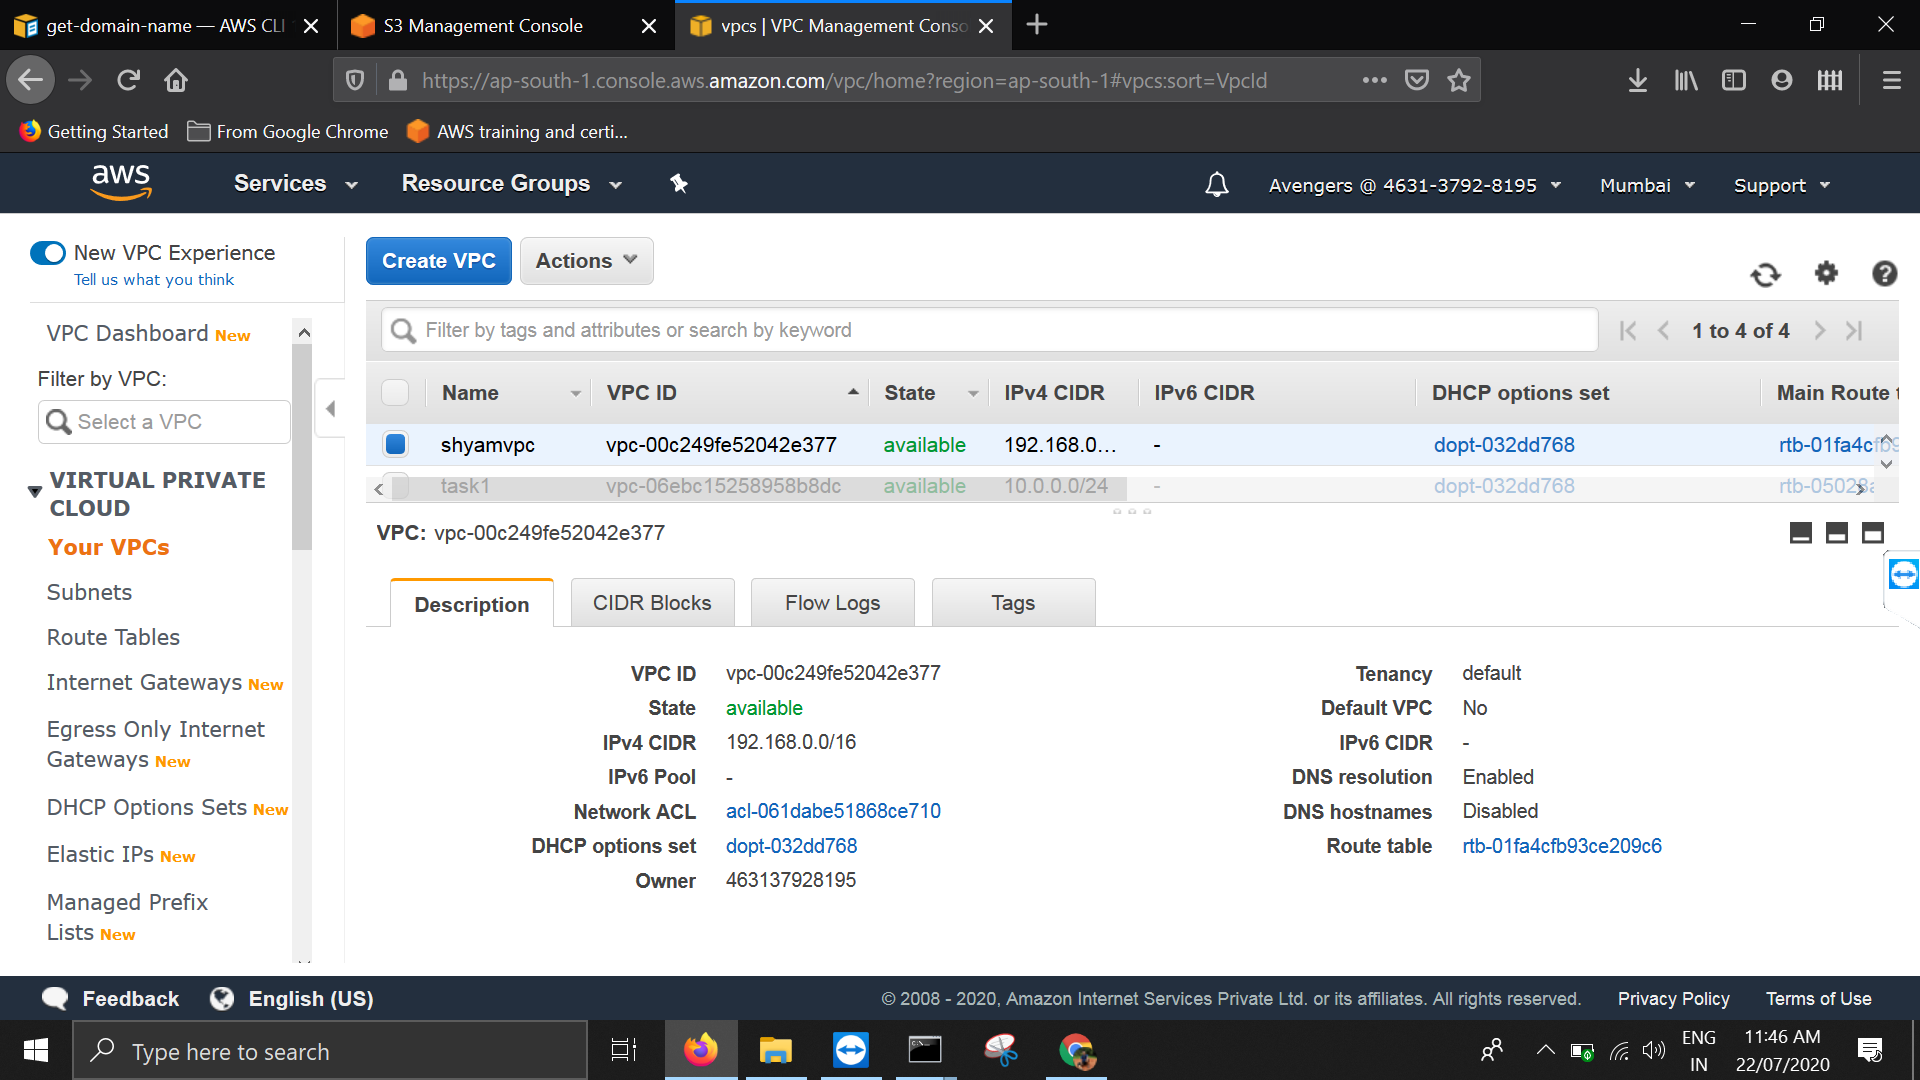 get-domain-name — AWS CLI
S3 Management Console
vpcs | VPC Management Conso
https://ap-south-1.console.aws.amazon.com/vpc/home?region=ap-south-1#vpcs:sort=VpcId
Getting Started
From Google Chrome
AWS training and certi...
aws
Services
Resource Groups
Avengers @ 4631-3792-8195
Mumbai
Support
New VPC Experience
Tell us what you think
Create VPC
Actions
VPC Dashboard New
Filter by VPC:
Select a VPC
VIRTUAL PRIVATE
CLOUD
Your VPCs
Subnets
Route Tables
Internet Gateways New
Egress Only Internet
Gateways New
DHCP Options Sets New
Elastic IPs New
Managed Prefix
Lists New
Filter by tags and attributes or search by keyword
1 to 4 of 4
Name VPC ID State IPv4 CIDR IPv6 CIDR DHCP options set Main Route t
shyamvpc vpc-00c249fe52042e377 available 192.168.0... - dopt-032dd768 rtb-01fa4cfb9
task1 vpc-06ebc15258958b8dc available 10.0.0.0/24 - dopt-032dd768 rtb-05028a
VPC: vpc-00c249fe52042e377
Description
CIDR Blocks
Flow Logs
Tags
VPC ID vpc-00c249fe52042e377
State available
IPv4 CIDR 192.168.0.0/16
IPv6 Pool -
Network ACL acl-061dabe51868ce710
DHCP options set dopt-032dd768
Owner 463137928195
Tenancy default
Default VPC No
IPv6 CIDR -
DNS resolution Enabled
DNS hostnames Disabled
Route table rtb-01fa4cfb93ce209c6
Feedback
English (US)
© 2008 - 2020, Amazon Internet Services Private Ltd. or its affiliates. All rights reserved.
Privacy Policy
Terms of Use
Type here to search
ENG
IN
11:46 AM
22/07/2020